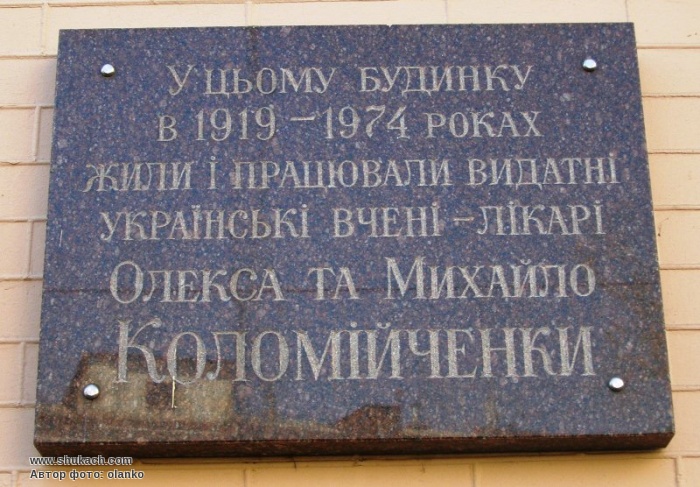 У ЦЬОМУ БУДИНКУ
В 1919 – 1974 РОКАХ
ЖИЛИ І ПРАЦЮВАЛИ ВИДАТНІ
УКРАЇНСЬКІ ВЧЕНІ – ЛІКАРІ
ОЛЕКСА ТА МИХАЙЛО
КОЛОМІЙЧЕНКИ
www.shukach.com
Автор фото: olanko